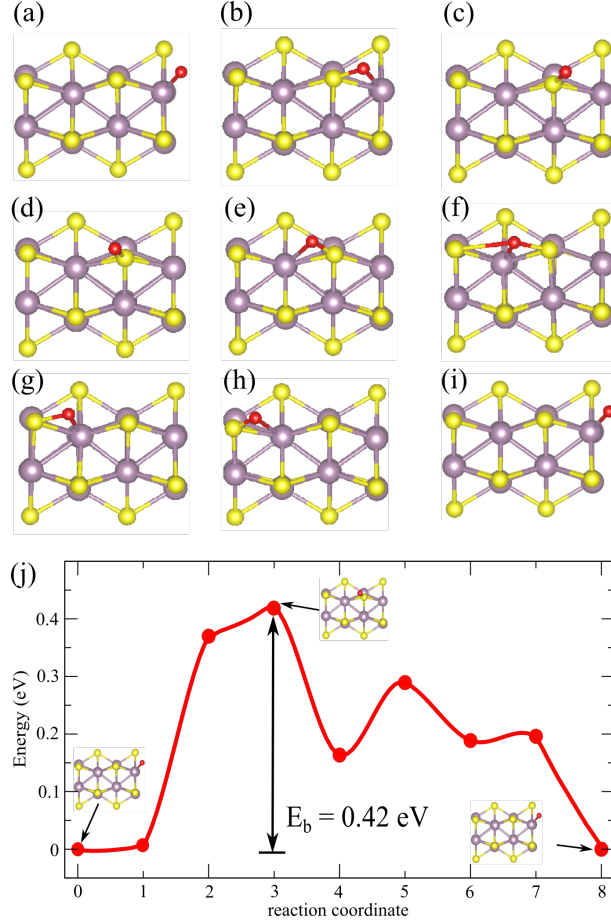 (a) (b) (c)
(d) (e) (f)
(g) (h) (i)
(j)
0.4
0.3
Energy (eV)
0.2
0.1
E_b = 0.42 eV
0
0 1 2 3 4 5 6 7 8
reaction coordinate